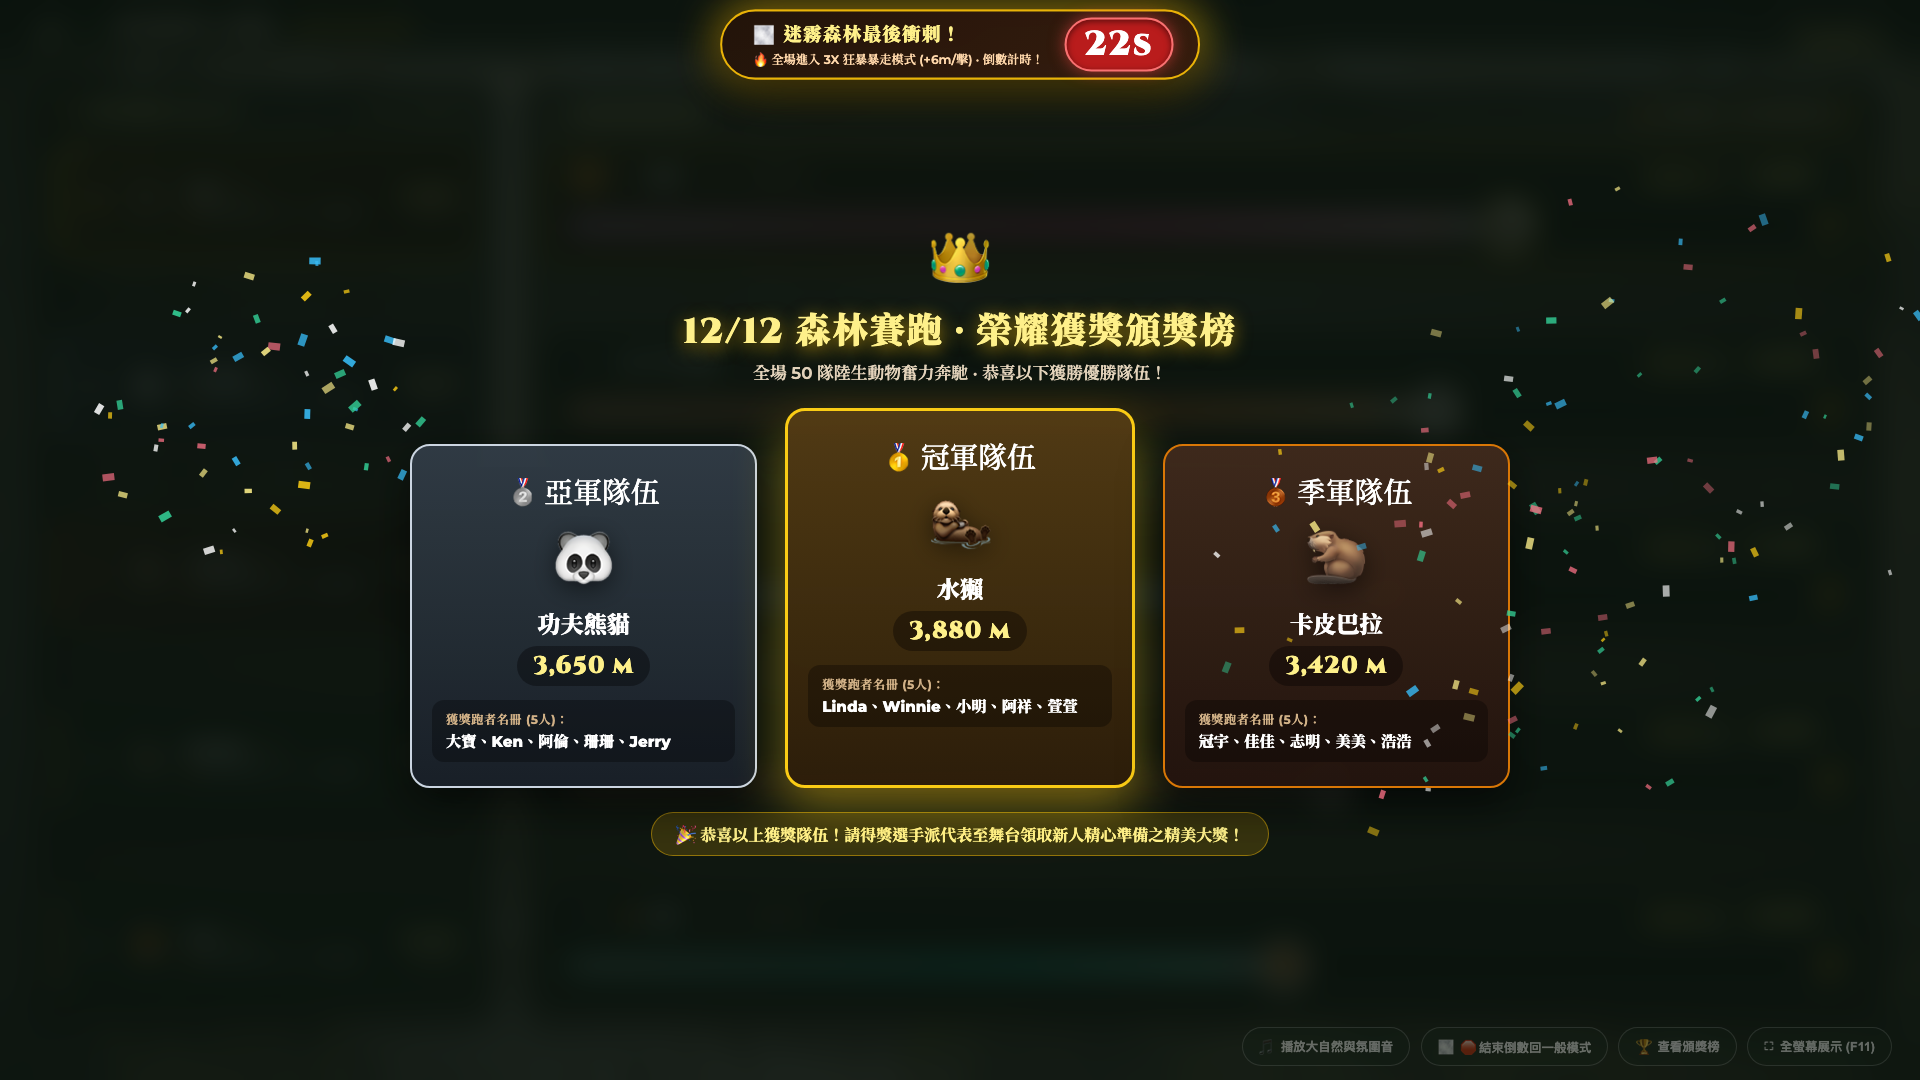 迷霧森林最後衝刺！
全場進入 3X 狂暴暴走模式 (+6m/擊)・倒數計時！
22s
12/12 森林賽跑・榮耀獲獎頒獎榜
全場 50 隊陸生動物奮力奔馳・恭喜以下獲勝優勝隊伍！
2 亞軍隊伍
功夫熊貓
3,650 M
獲獎跑者名冊 (5人)：
大寶、Ken、阿倫、珊珊、Jerry
1 冠軍隊伍
水獺
3,880 M
獲獎跑者名冊 (5人)：
Linda、Winnie、小明、阿祥、萱萱
3 季軍隊伍
卡皮巴拉
3,420 M
獲獎跑者名冊 (5人)：
冠宇、佳佳、志明、美美、浩浩
恭喜以上獲獎隊伍！請得獎選手派代表至舞台領取新人精心準備之精美大獎！
播放大自然與氛圍音
結束倒數回一般模式
查看頒獎榜
全螢幕展示 (F11)